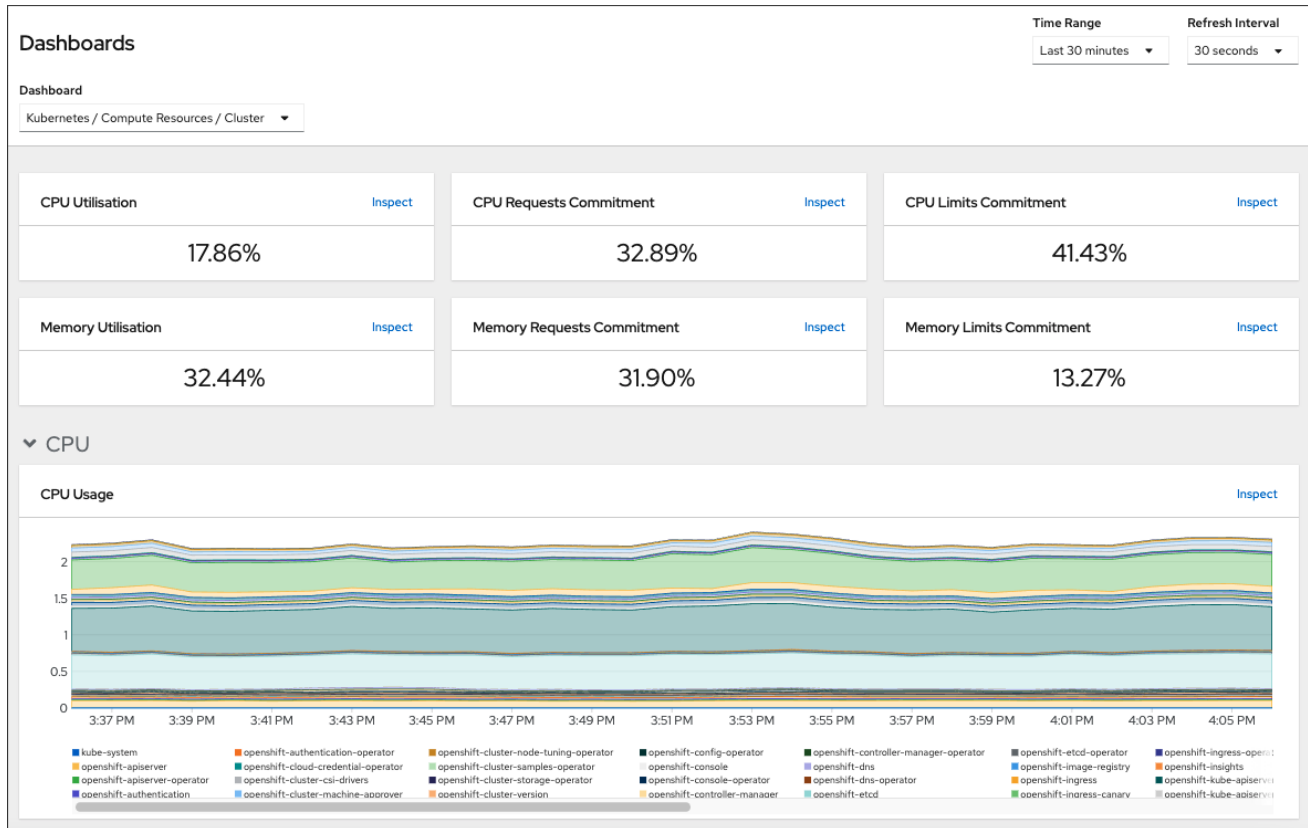 Dashboards
Time Range
Refresh Interval
Last 30 minutes
30 seconds
Dashboard
Kubernetes / Compute Resources / Cluster
CPU Utilisation
Inspect
CPU Requests Commitment
Inspect
CPU Limits Commitment
Inspect
17.86%
32.89%
41.43%
Memory Utilisation
Inspect
Memory Requests Commitment
Inspect
Memory Limits Commitment
Inspect
32.44%
31.90%
13.27%
CPU
CPU Usage
Inspect
2
1.5
1
0.5
0
3:37 PM 3:39 PM 3:41 PM 3:43 PM 3:45 PM 3:47 PM 3:49 PM 3:51 PM 3:53 PM 3:55 PM 3:57 PM 3:59 PM 4:01 PM 4:03 PM 4:05 PM
kube-system openshift-authentication-operator openshift-cluster-node-tuning-operator openshift-config-operator openshift-controller-manager-operator openshift-etcd-operator openshift-ingress-opera
openshift-apiserver openshift-cloud-credential-operator openshift-cluster-samples-operator openshift-console openshift-dns openshift-image-registry openshift-insights
openshift-apiserver-operator openshift-cluster-csi-drivers openshift-cluster-storage-operator openshift-console-operator openshift-dns-operator openshift-ingress openshift-kube-apiserve
openshift-authentication openshift-cluster-machine-approver openshift-cluster-version openshift-controller-manager openshift-etcd openshift-ingress-canary openshift-kube-apiserve